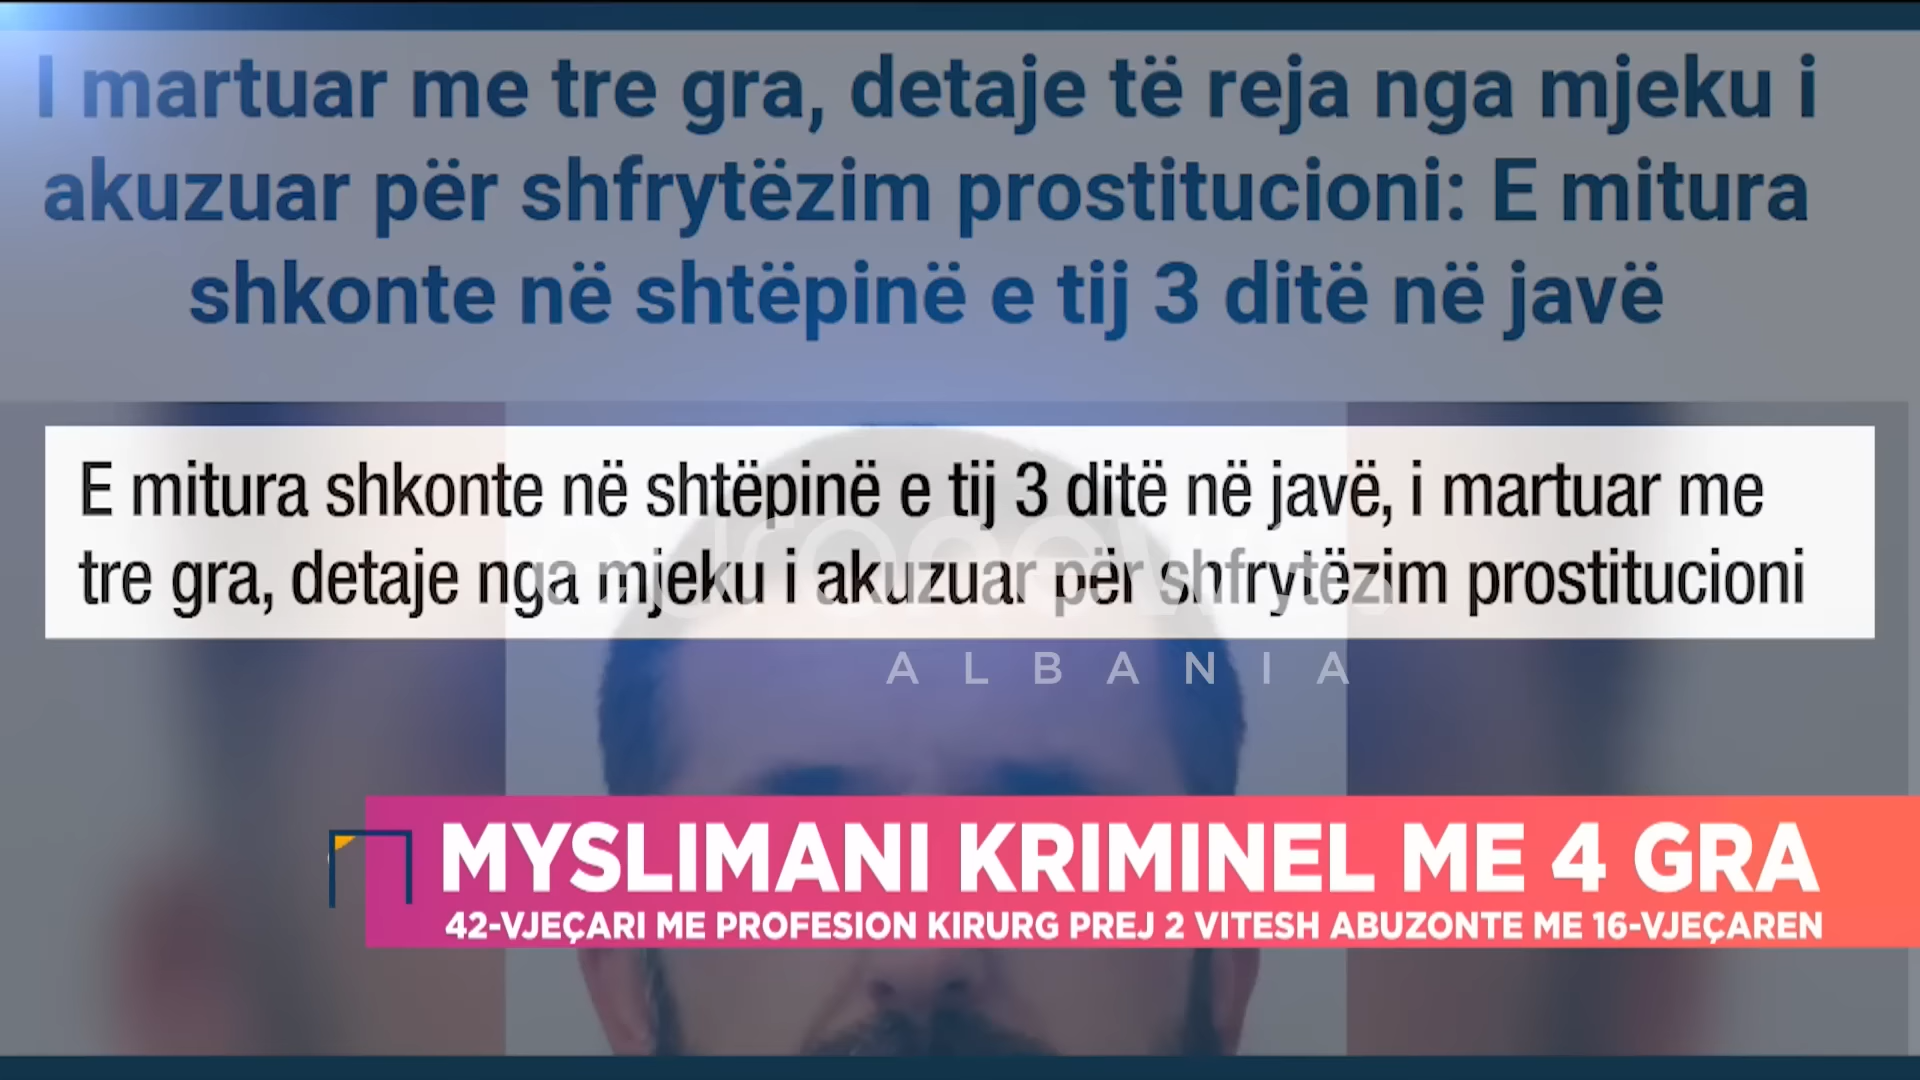 I martuar me tre gra, detaje të reja nga mjeku i
akuzuar për shfrytëzim prostitucioni: E mitura
shkonte në shtëpinë e tij 3 ditë në javë
E mitura shkonte në shtëpinë e tij 3 ditë në javë, i martuar me
tre gra, detaje nga mjeku i akuzuar për shfrytëzim prostitucioni
euronews.
ALBANIA
MYSLIMANI KRIMINEL ME 4 GRA
42-VJEÇARI ME PROFESION KIRURG PREJ 2 VITESH ABUZONTE ME 16-VJEÇAREN